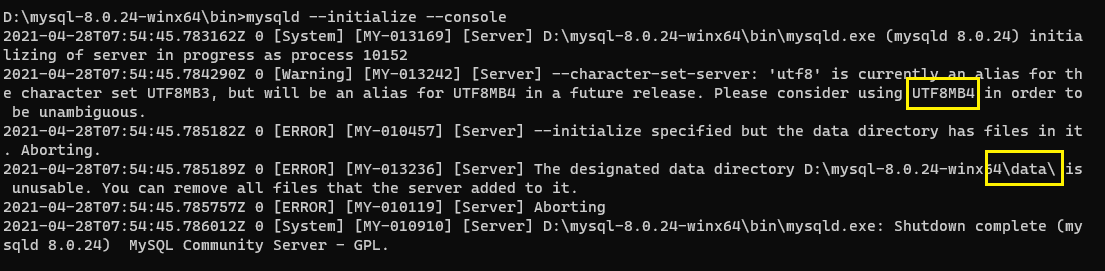 D:\mysql-8.0.24-winx64\bin>mysqld --initialize --console
2021-04-28T07:54:45.783162Z 0 [System] [MY-013169] [Server] D:\mysql-8.0.24-winx64\bin\mysqld.exe (mysqld 8.0.24) initia
lizing of server in progress as process 10152
2021-04-28T07:54:45.784290Z 0 [Warning] [MY-013242] [Server] --character-set-server: 'utf8' is currently an alias for th
e character set UTF8MB3, but will be an alias for UTF8MB4 in a future release. Please consider using UTF8MB4 in order to
 be unambiguous.
2021-04-28T07:54:45.785182Z 0 [ERROR] [MY-010457] [Server] --initialize specified but the data directory has files in it
. Aborting.
2021-04-28T07:54:45.785189Z 0 [ERROR] [MY-013236] [Server] The designated data directory D:\mysql-8.0.24-winx64\data\ is
 unusable. You can remove all files that the server added to it.
2021-04-28T07:54:45.785757Z 0 [ERROR] [MY-010119] [Server] Aborting
2021-04-28T07:54:45.786012Z 0 [System] [MY-010910] [Server] D:\mysql-8.0.24-winx64\bin\mysqld.exe: Shutdown complete (my
sqld 8.0.24)  MySQL Community Server - GPL.